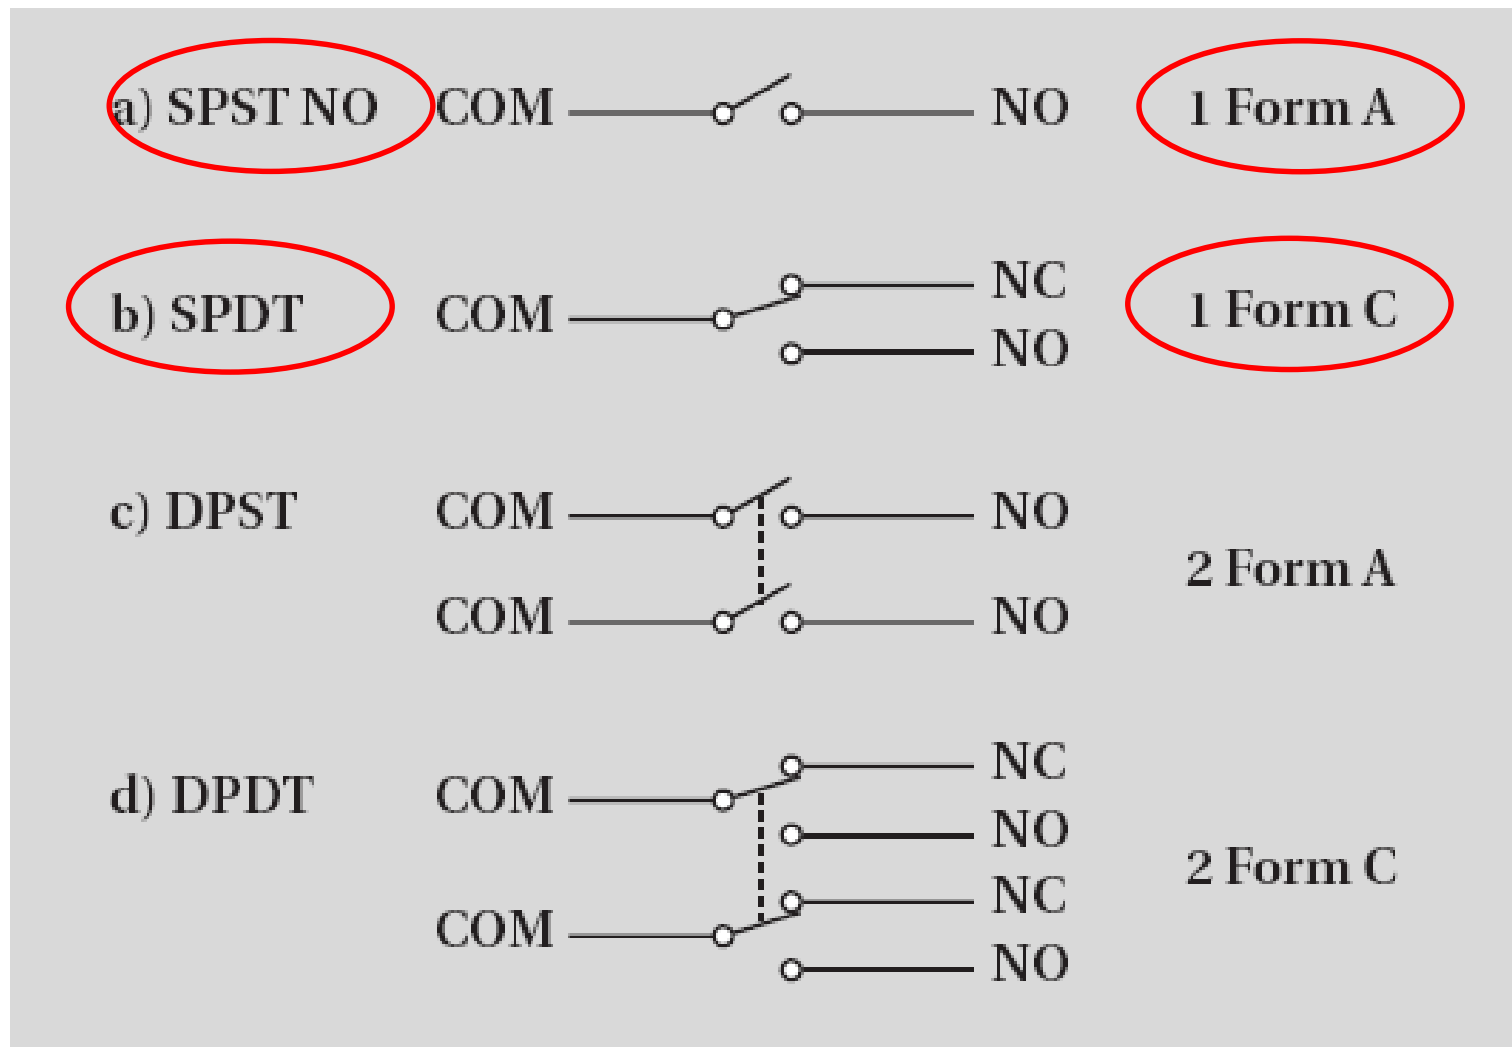 a) SPST NO COM NO 1 Form A
NC
b) SPDT COM 1 Form C
NO
c) DPST COM NO
2 Form A
COM NO
NC
d) DPDT COM
NO
2 Form C
NC
COM
NO